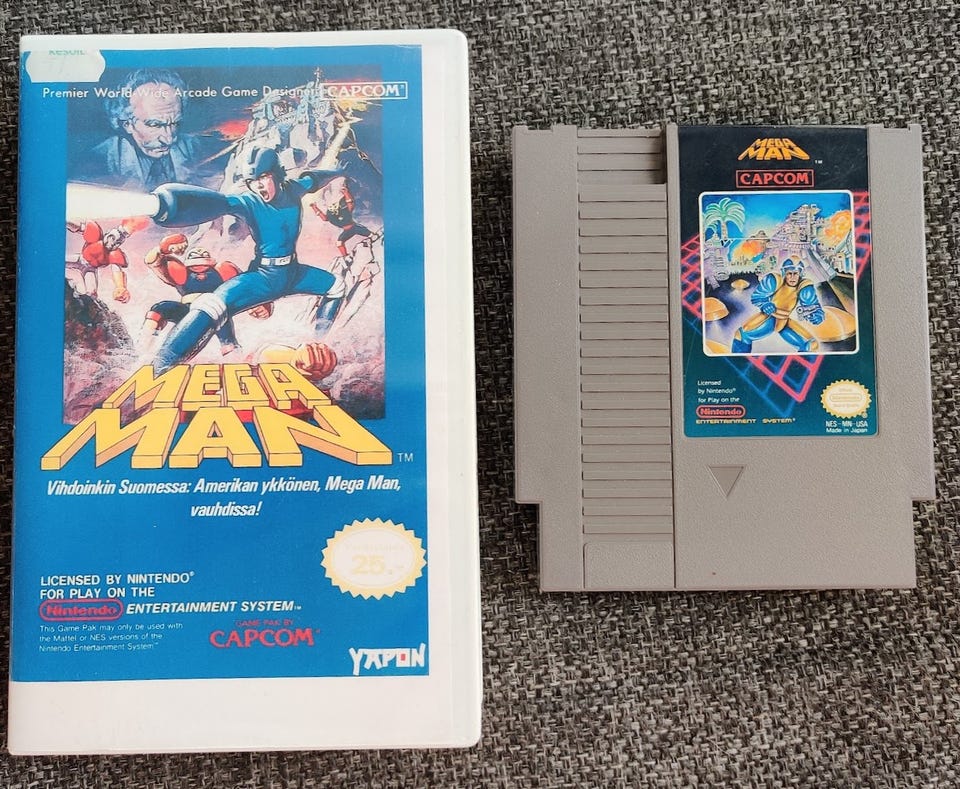 Premier World-Wide Arcade Game Designer CAPCOM®
MEGA
MAN™
Vihdoinkin Suomessa: Amerikan ykkönen, Mega Man,
vauhdissa!
25.-
LICENSED BY NINTENDO®
FOR PLAY ON THE
Nintendo ENTERTAINMENT SYSTEM™
This Game Pak may only be used with
the Mattel or NES versions of the
Nintendo Entertainment System™
GAME PAK BY
CAPCOM®
YAPON
MEGA
MAN™
CAPCOM®
Licensed
by Nintendo®
for Play on the
Nintendo
ENTERTAINMENT SYSTEM®
Nintendo
NES-MN-USA
Made in Japan